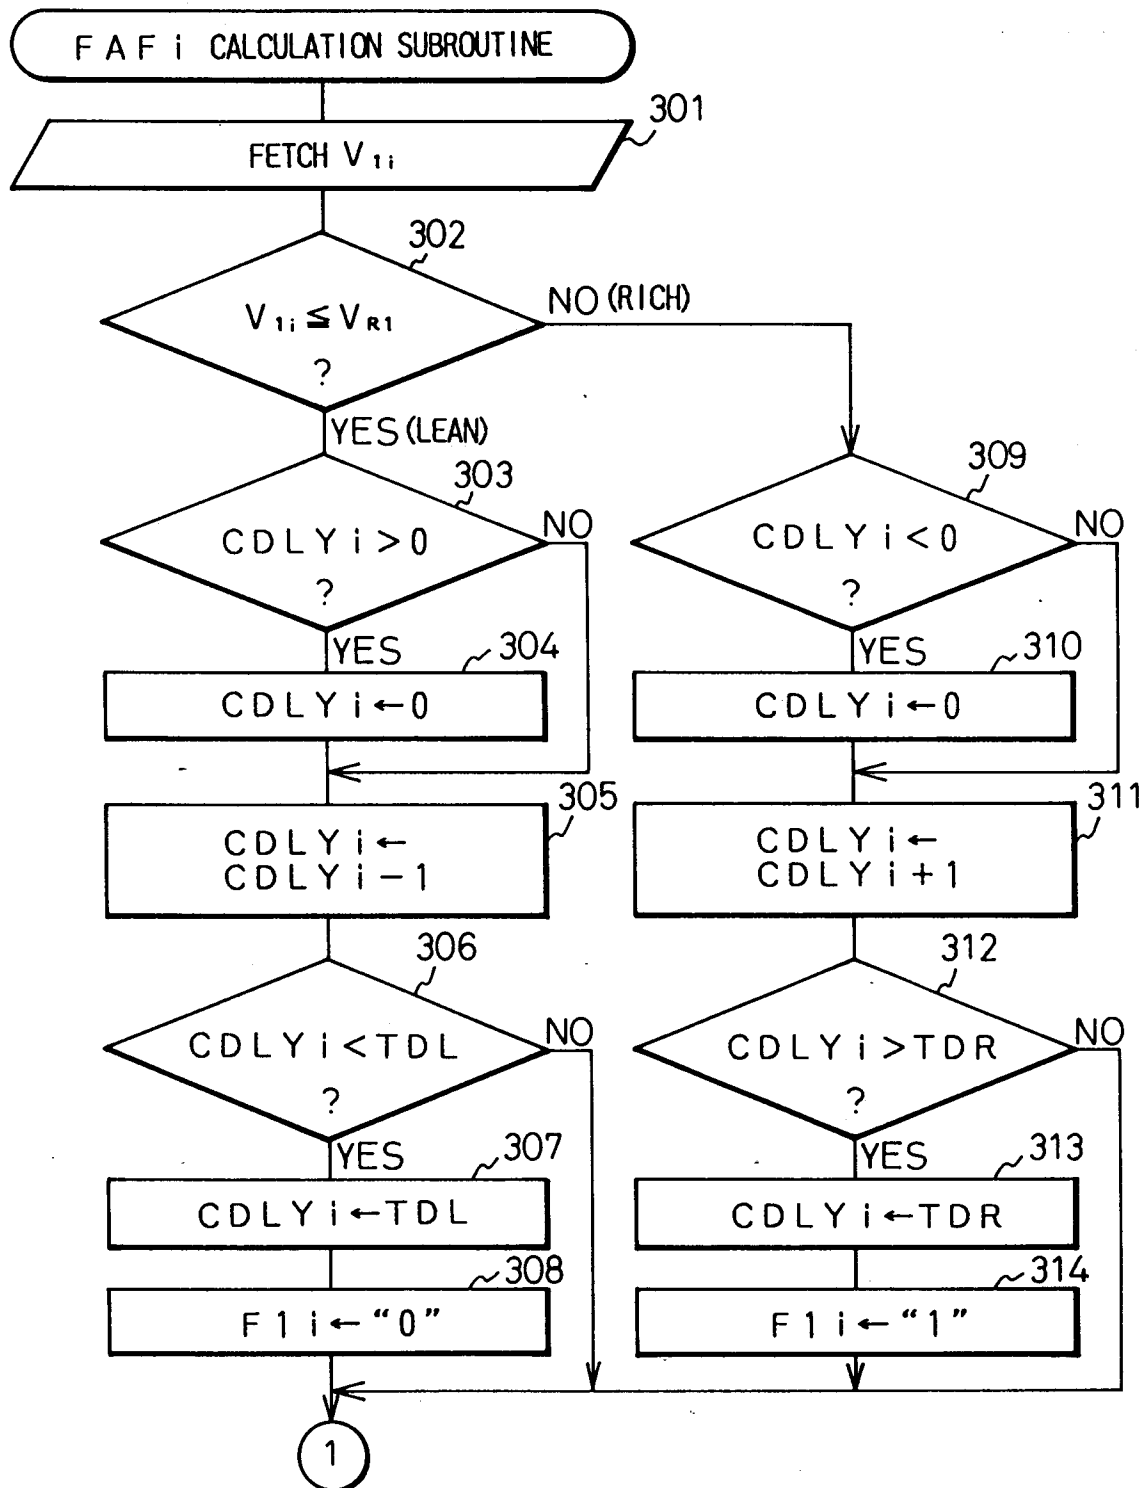 FAFi CALCULATION SUBROUTINE
301
FETCH V1i
302
V1i ≦ VR1
?
NO (RICH)
YES (LEAN)
303
CDLYi > 0
?
NO
YES
304
CDLYi ← 0
305
CDLYi ←
CDLYi − 1
306
CDLYi < TDL
?
NO
YES
307
CDLYi ← TDL
308
F1i ← “0”
309
CDLYi < 0
?
NO
YES
310
CDLYi ← 0
311
CDLYi ←
CDLYi + 1
312
CDLYi > TDR
?
NO
YES
313
CDLYi ← TDR
314
F1i ← “1”
1